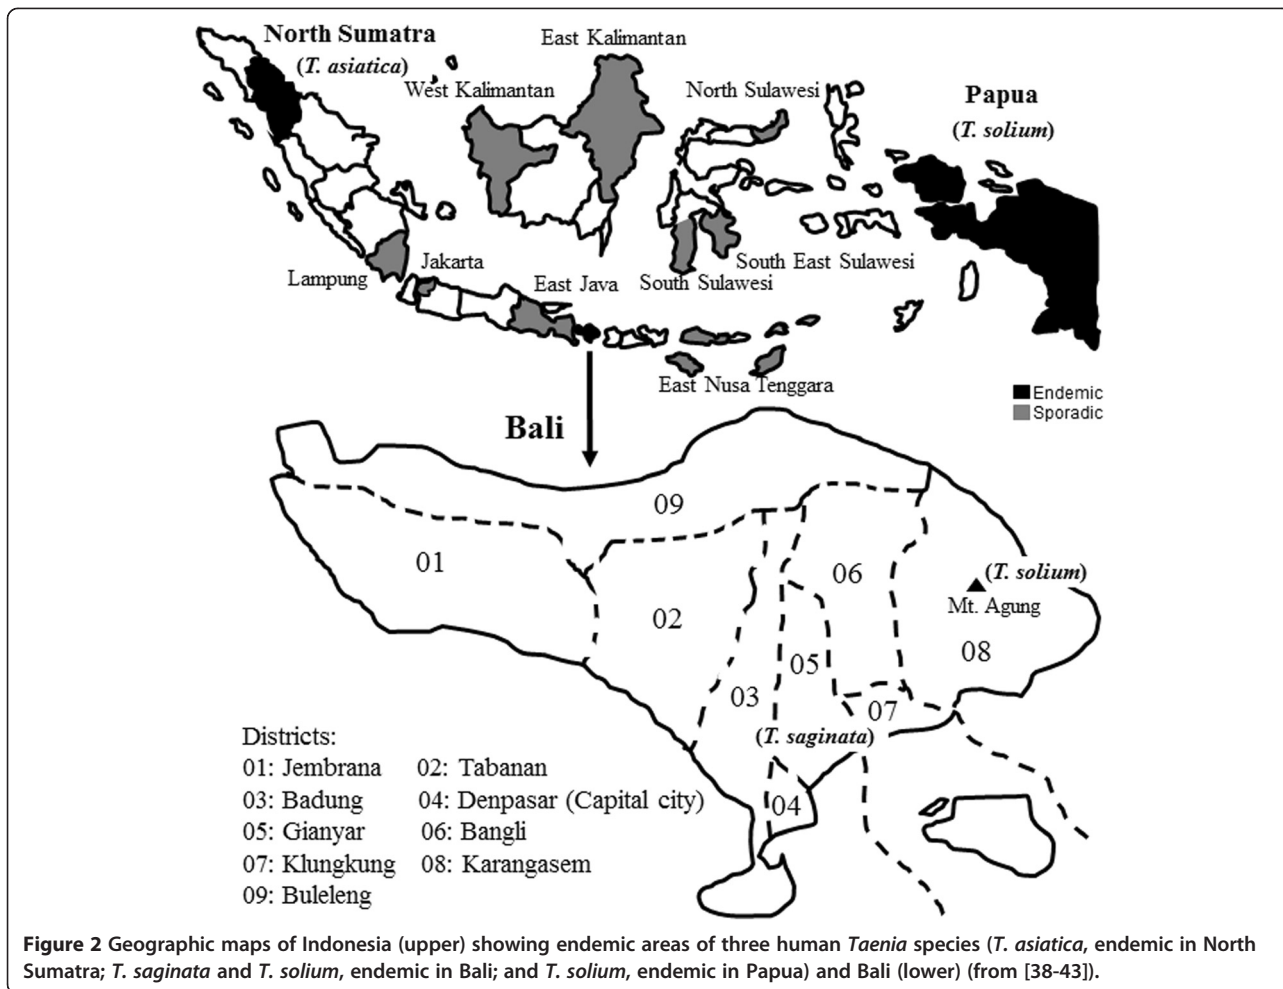 North Sumatra
(T. asiatica)
East Kalimantan
West Kalimantan
North Sulawesi
Papua
(T. solium)
Lampung
Jakarta
East Java
South Sulawesi
South East Sulawesi
East Nusa Tenggara
Endemic
Sporadic
Bali
09
01
02
06
(T. solium)
Mt. Agung
08
05
03
07
(T. saginata)
04
Districts:
01: Jembrana 02: Tabanan
03: Badung 04: Denpasar (Capital city)
05: Gianyar 06: Bangli
07: Klungkung 08: Karangasem
09: Buleleng
Figure 2 Geographic maps of Indonesia (upper) showing endemic areas of three human Taenia species (T. asiatica, endemic in North
Sumatra; T. saginata and T. solium, endemic in Bali; and T. solium, endemic in Papua) and Bali (lower) (from [38-43]).